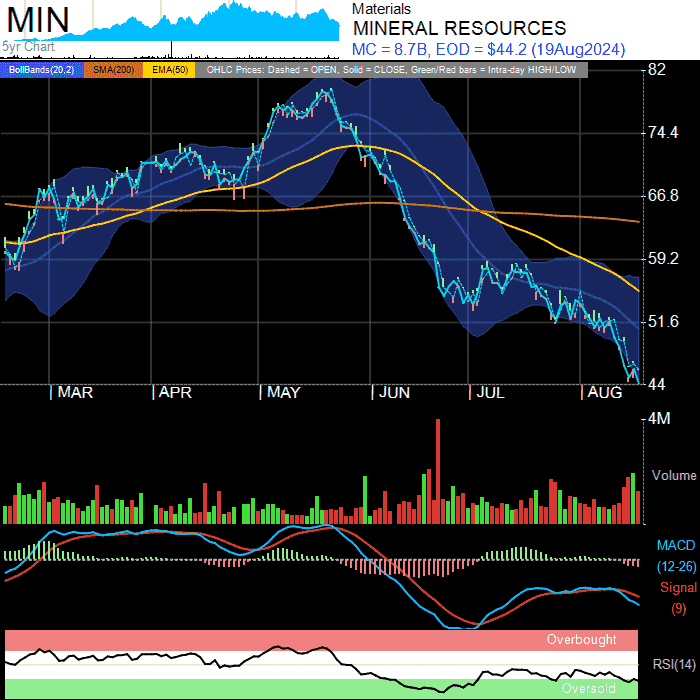 MIN
5yr Chart
Materials
MINERAL RESOURCES
MC = 8.7B, EOD = $44.2 (19Aug2024)
BollBands(20,2) SMA(200) EMA(50) OHLC Prices: Dashed = OPEN, Solid = CLOSE, Green/Red bars = Intra-day HIGH/LOW
82
74.4
66.8
59.2
51.6
44
MAR APR MAY JUN JUL AUG
4M
Volume
MACD
(12-26)
Signal
(9)
Overbought
RSI(14)
Oversold